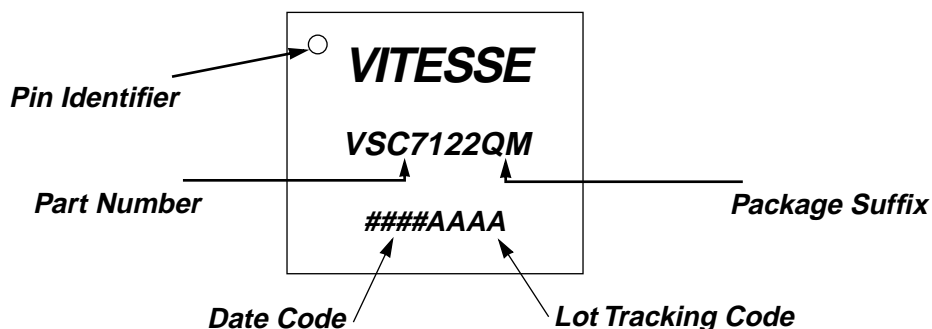 VITESSE
Pin Identifier
VSC7122QM
Part Number
Package Suffix
####AAAA
Date Code
Lot Tracking Code